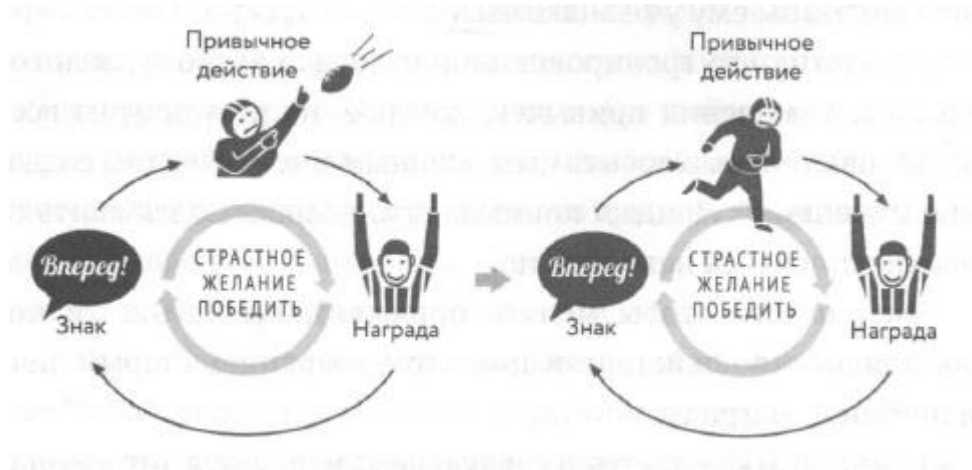 Привычное
действие
Вперед!
Знак
СТРАСТНОЕ
ЖЕЛАНИЕ
ПОБЕДИТЬ
Награда
Привычное
действие
Вперед!
Знак
СТРАСТНОЕ
ЖЕЛАНИЕ
ПОБЕДИТЬ
Награда